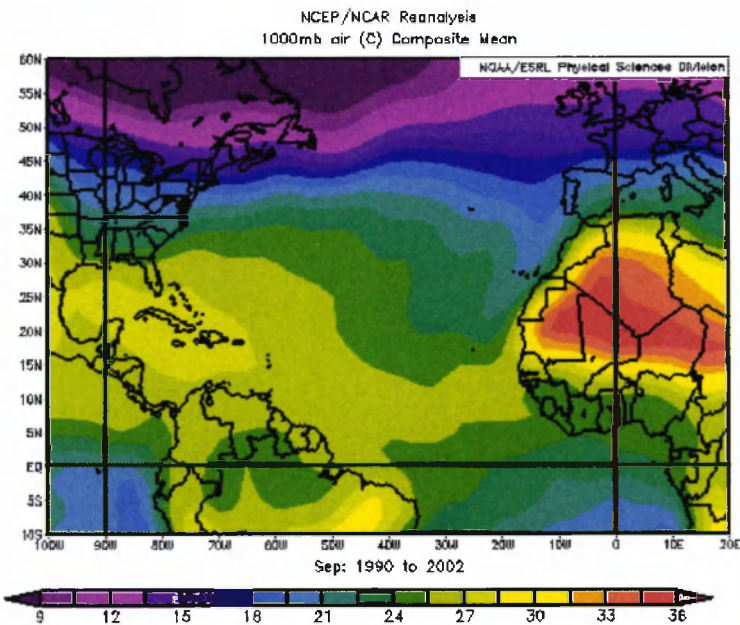 NCEP/NCAR Reanalysis
1000mb air (C) Composite Mean
NOAA/ESRL Physical Sciences Division
60N
55N
50N
45N
40N
35N
30N
25N
20N
15N
10N
5N
EQ
5S
10S
100W 90W 80W 70W 60W 50W 40W 30W 20W 10W 0 10E 20E
Sep: 1990 to 2002
9 12 15 18 21 24 27 30 33 36